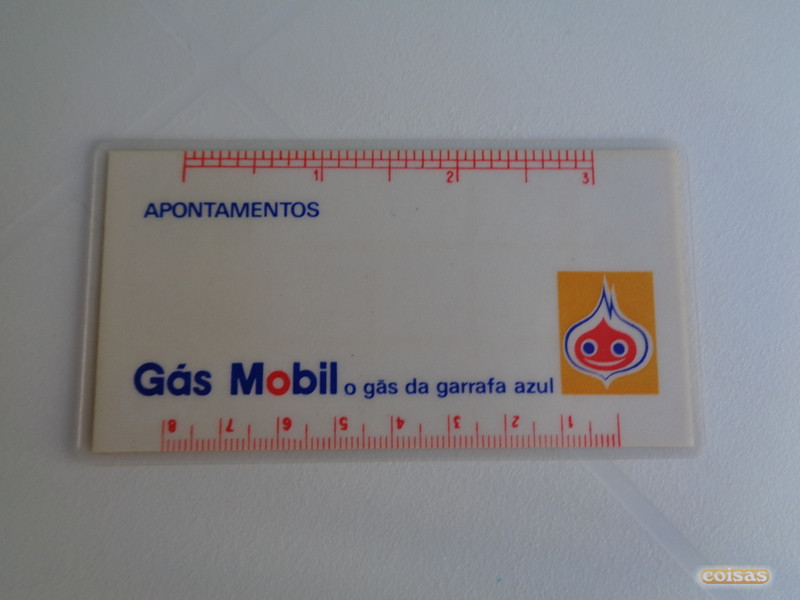 1 2 3
APONTAMENTOS
Gás Mobil o gás da garrafa azul
8 7 6 5 4 3 2 1
coisas